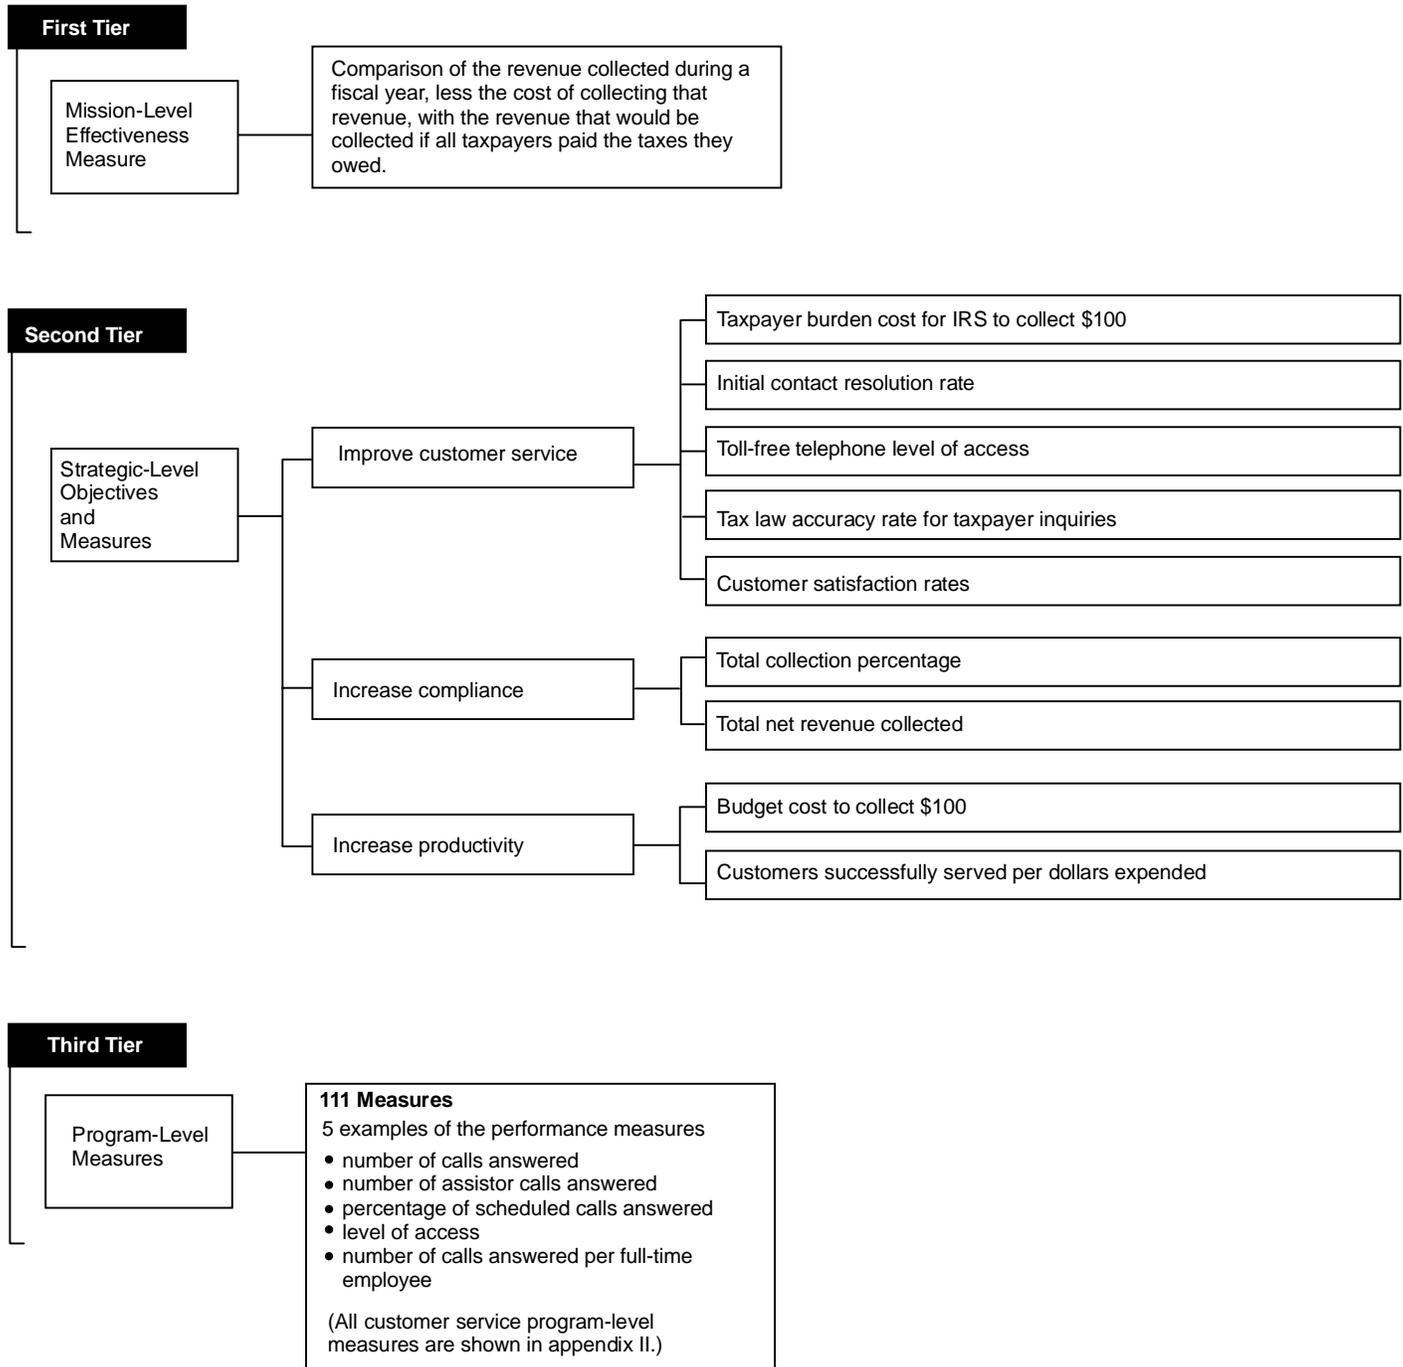 First Tier
Mission-Level
Effectiveness
Measure
Comparison of the revenue collected during a
fiscal year, less the cost of collecting that
revenue, with the revenue that would be
collected if all taxpayers paid the taxes they
owed.
Second Tier
Strategic-Level
Objectives
and
Measures
Improve customer service
Taxpayer burden cost for IRS to collect $100
Initial contact resolution rate
Toll-free telephone level of access
Tax law accuracy rate for taxpayer inquiries
Customer satisfaction rates
Increase compliance
Total collection percentage
Total net revenue collected
Increase productivity
Budget cost to collect $100
Customers successfully served per dollars expended
Third Tier
Program-Level
Measures
111 Measures
5 examples of the performance measures
• number of calls answered
• number of assistor calls answered
• percentage of scheduled calls answered
• level of access
• number of calls answered per full-time
employee
(All customer service program-level
measures are shown in appendix II.)